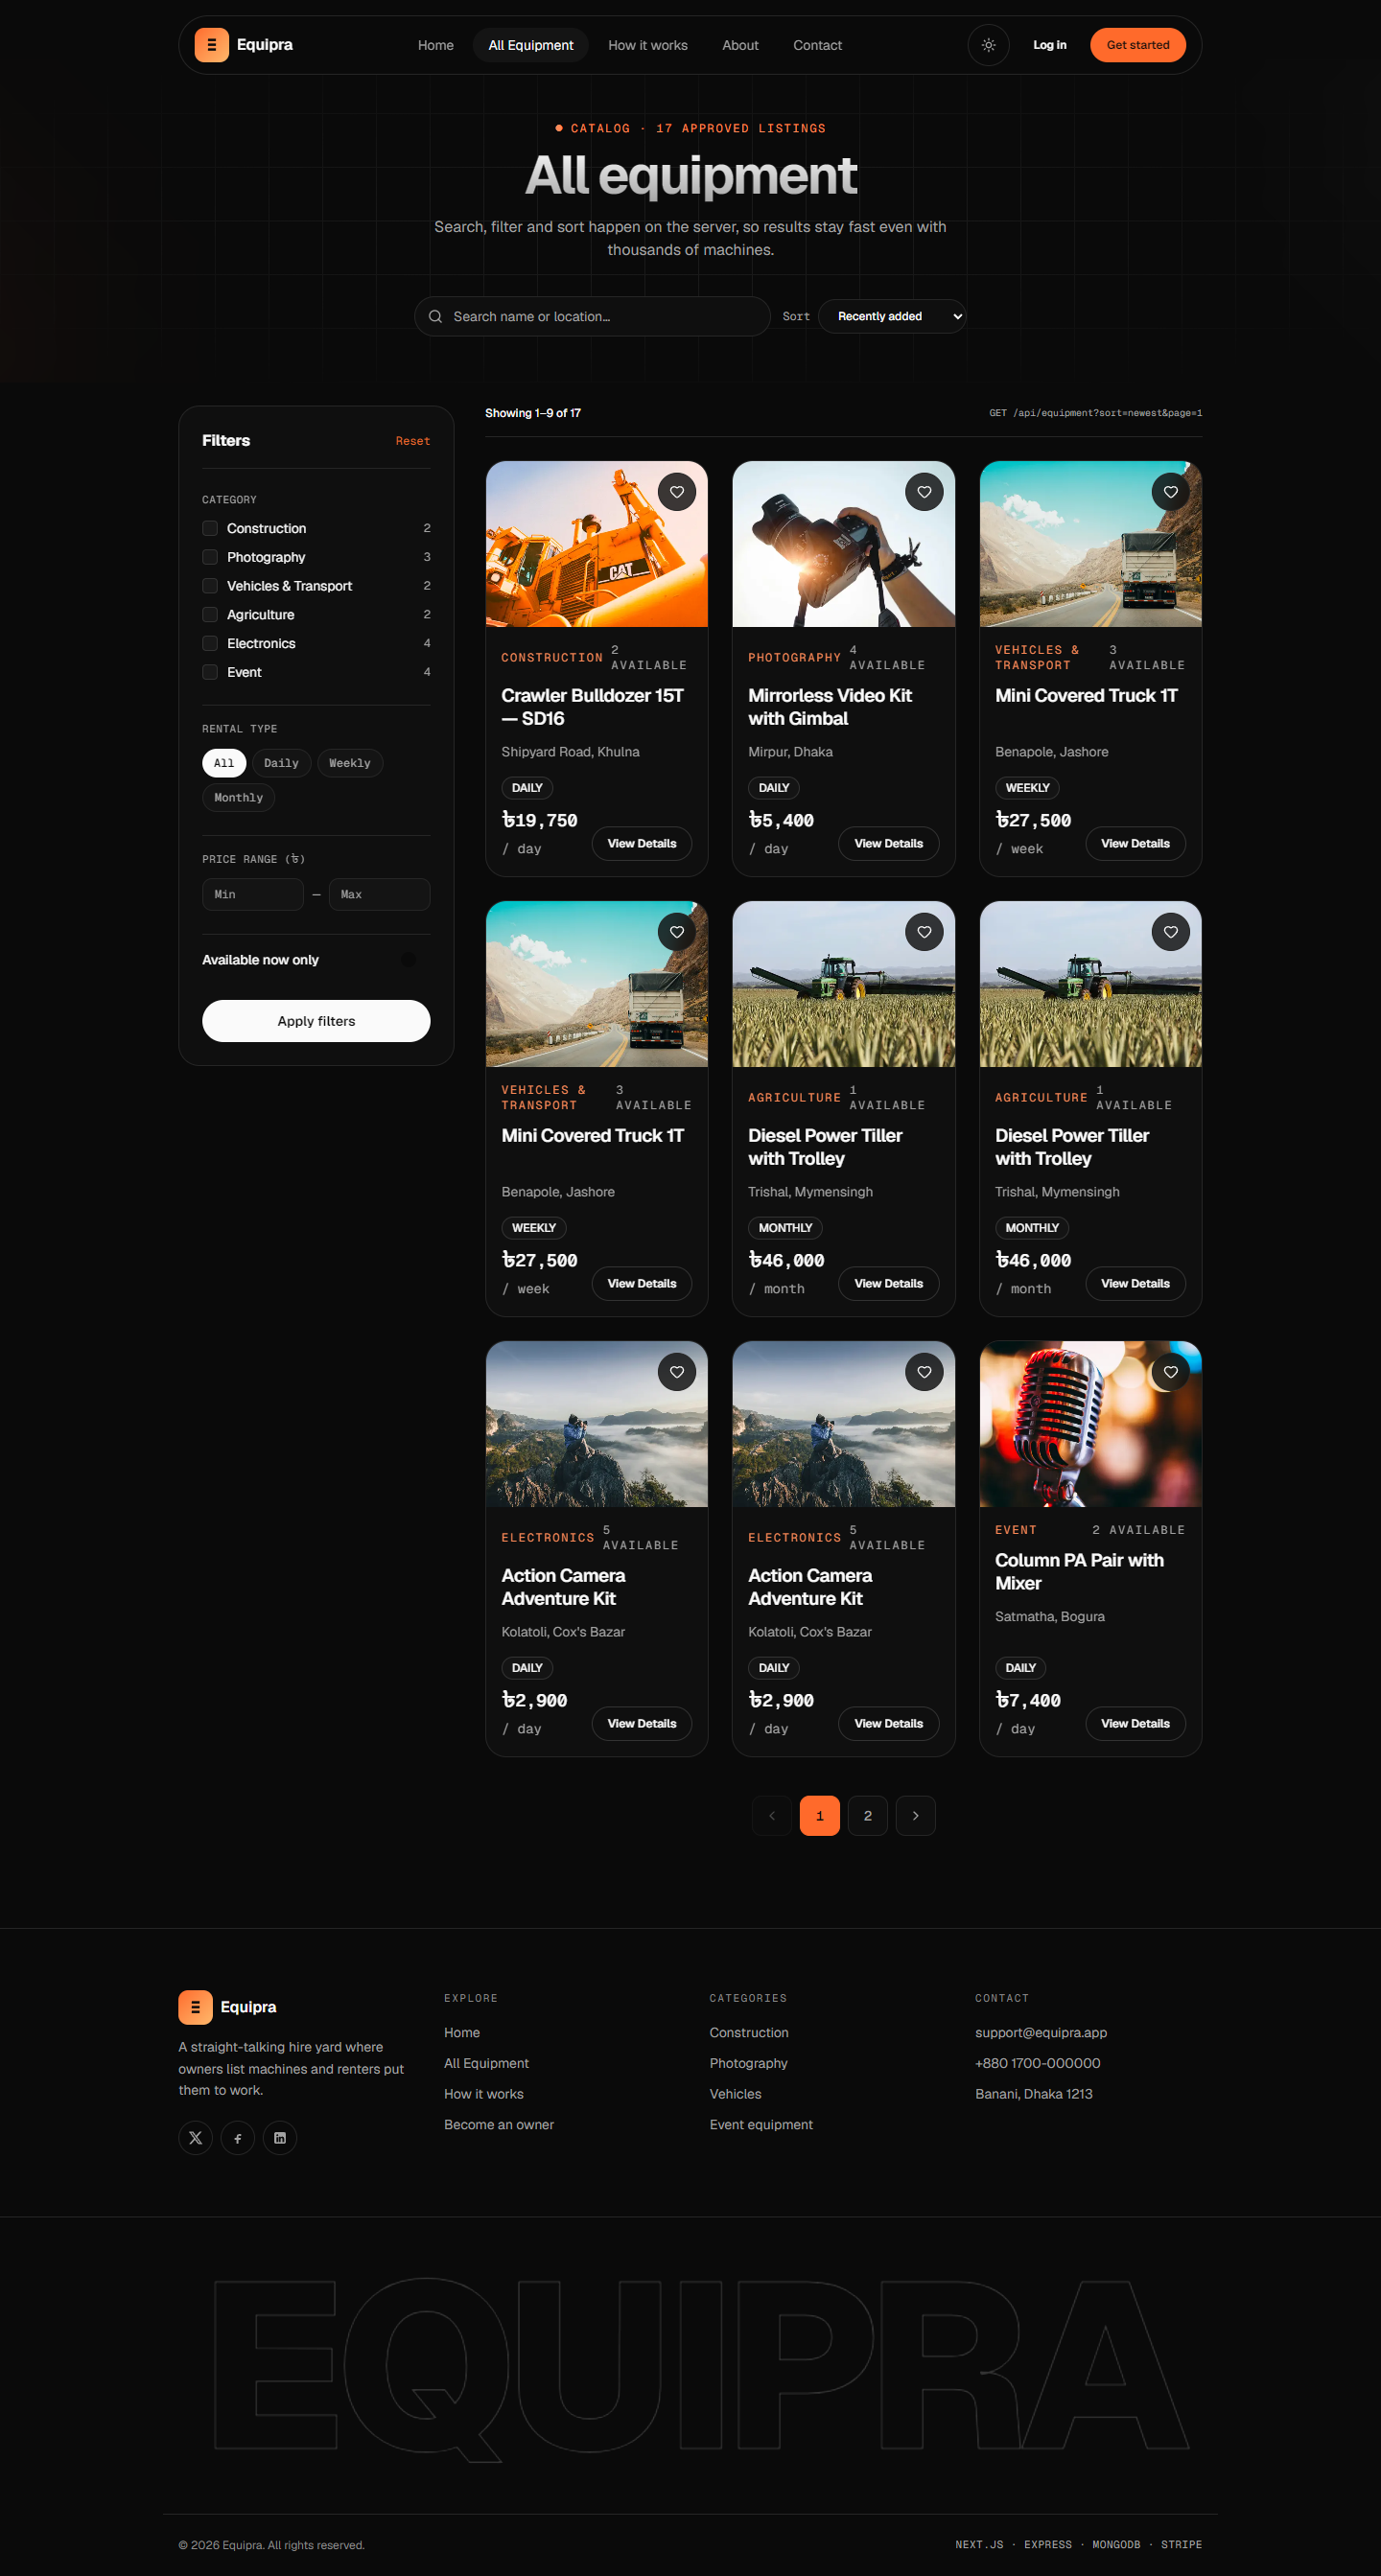 Equipra
Home
All Equipment
How it works
About
Contact
Log in
Get started
CATALOG · 17 APPROVED LISTINGS
All equipment
Search, filter and sort happen on the server, so results stay fast even with
thousands of machines.
Search name or location…
Sort
Recently added
Filters
Reset
CATEGORY
Construction 2
Photography 3
Vehicles & Transport 2
Agriculture 2
Electronics 4
Event 4
RENTAL TYPE
All
Daily
Weekly
Monthly
PRICE RANGE (৳)
Min — Max
Available now only
Apply filters
Showing 1–9 of 17
GET /api/equipment?sort=newest&page=1
CAT
CONSTRUCTION
2
AVAILABLE
Crawler Bulldozer 15T
— SD16
Shipyard Road, Khulna
DAILY
৳19,750
/ day
View Details
PHOTOGRAPHY
4
AVAILABLE
Mirrorless Video Kit
with Gimbal
Mirpur, Dhaka
DAILY
৳5,400
/ day
View Details
VEHICLES &
TRANSPORT
3
AVAILABLE
Mini Covered Truck 1T
Benapole, Jashore
WEEKLY
৳27,500
/ week
View Details
VEHICLES &
TRANSPORT
3
AVAILABLE
Mini Covered Truck 1T
Benapole, Jashore
WEEKLY
৳27,500
/ week
View Details
AGRICULTURE
1
AVAILABLE
Diesel Power Tiller
with Trolley
Trishal, Mymensingh
MONTHLY
৳46,000
/ month
View Details
AGRICULTURE
1
AVAILABLE
Diesel Power Tiller
with Trolley
Trishal, Mymensingh
MONTHLY
৳46,000
/ month
View Details
ELECTRONICS
5
AVAILABLE
Action Camera
Adventure Kit
Kolatoli, Cox's Bazar
DAILY
৳2,900
/ day
View Details
ELECTRONICS
5
AVAILABLE
Action Camera
Adventure Kit
Kolatoli, Cox's Bazar
DAILY
৳2,900
/ day
View Details
EVENT
2 AVAILABLE
Column PA Pair with
Mixer
Satmatha, Bogura
DAILY
৳7,400
/ day
View Details
1
2
Equipra
A straight-talking hire yard where
owners list machines and renters put
them to work.
EXPLORE
Home
All Equipment
How it works
Become an owner
CATEGORIES
Construction
Photography
Vehicles
Event equipment
CONTACT
support@equipra.app
+880 1700-000000
Banani, Dhaka 1213
EQUIPRA
© 2026 Equipra. All rights reserved.
NEXT.JS · EXPRESS · MONGODB · STRIPE